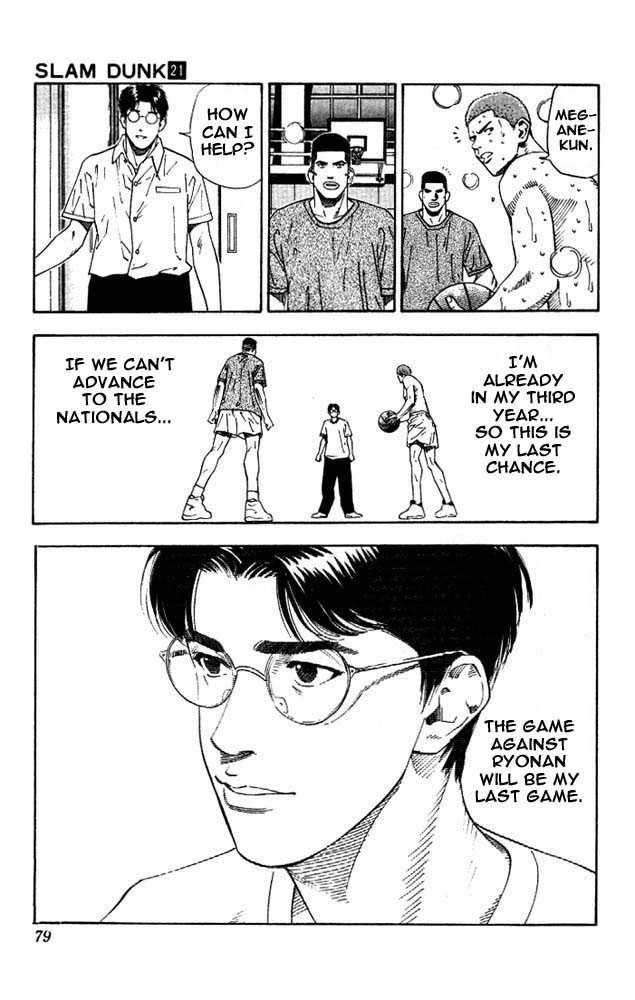 SLAM DUNK 21
MEG-
ANE-
KUN.
HOW
CAN I
HELP?
I'M
ALREADY
IN MY THIRD
YEAR...
SO THIS IS
MY LAST
CHANCE.
IF WE CAN'T
ADVANCE
TO THE
NATIONALS...
THE GAME
AGAINST
RYONAN
WILL BE MY
LAST GAME.
79